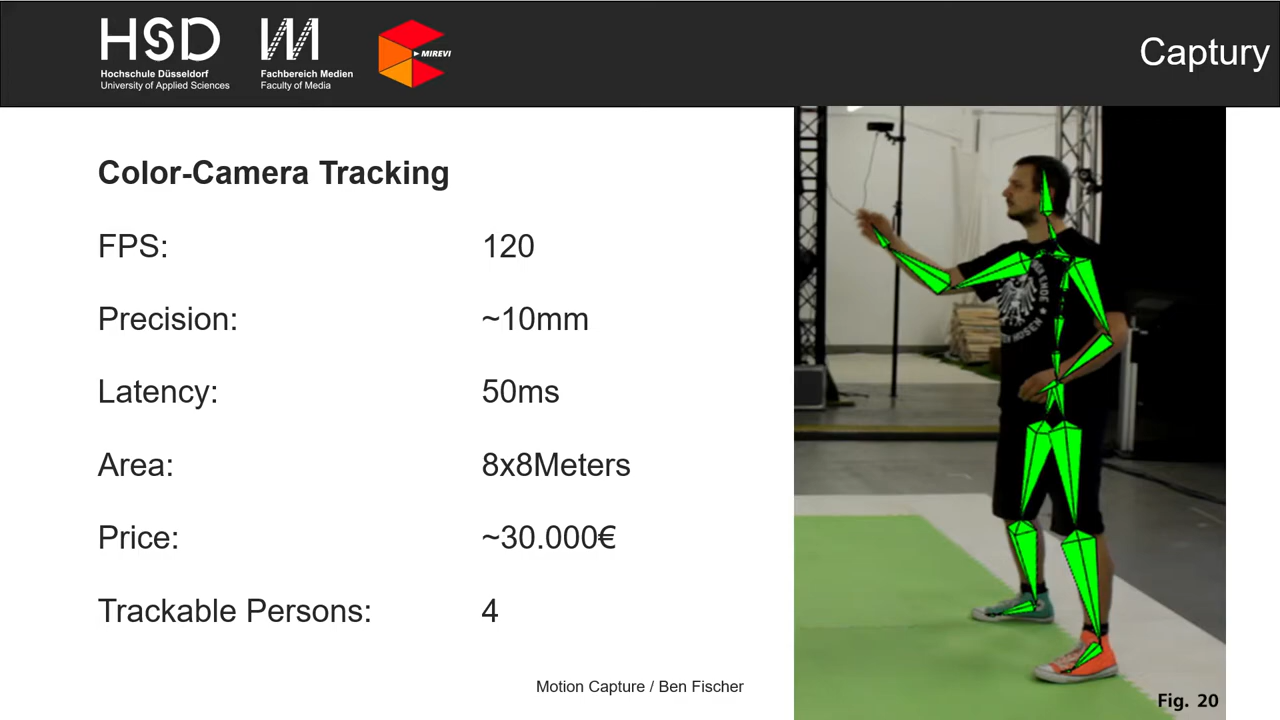 HSD
Hochschule Düsseldorf
University of Applied Sciences
Fachbereich Medien
Faculty of Media
MIREVI
Captury
Color-Camera Tracking
FPS: 120
Precision: ~10mm
Latency: 50ms
Area: 8x8Meters
Price: ~30.000€
Trackable Persons: 4
Motion Capture / Ben Fischer
Fig. 20